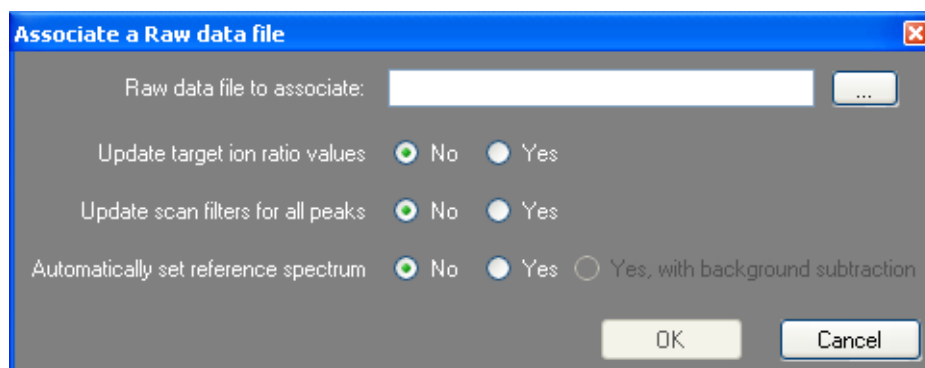 Associate a Raw data file
Raw data file to associate:
...
Update target ion ratio values No Yes
Update scan filters for all peaks No Yes
Automatically set reference spectrum No Yes Yes, with background subtraction
OK Cancel